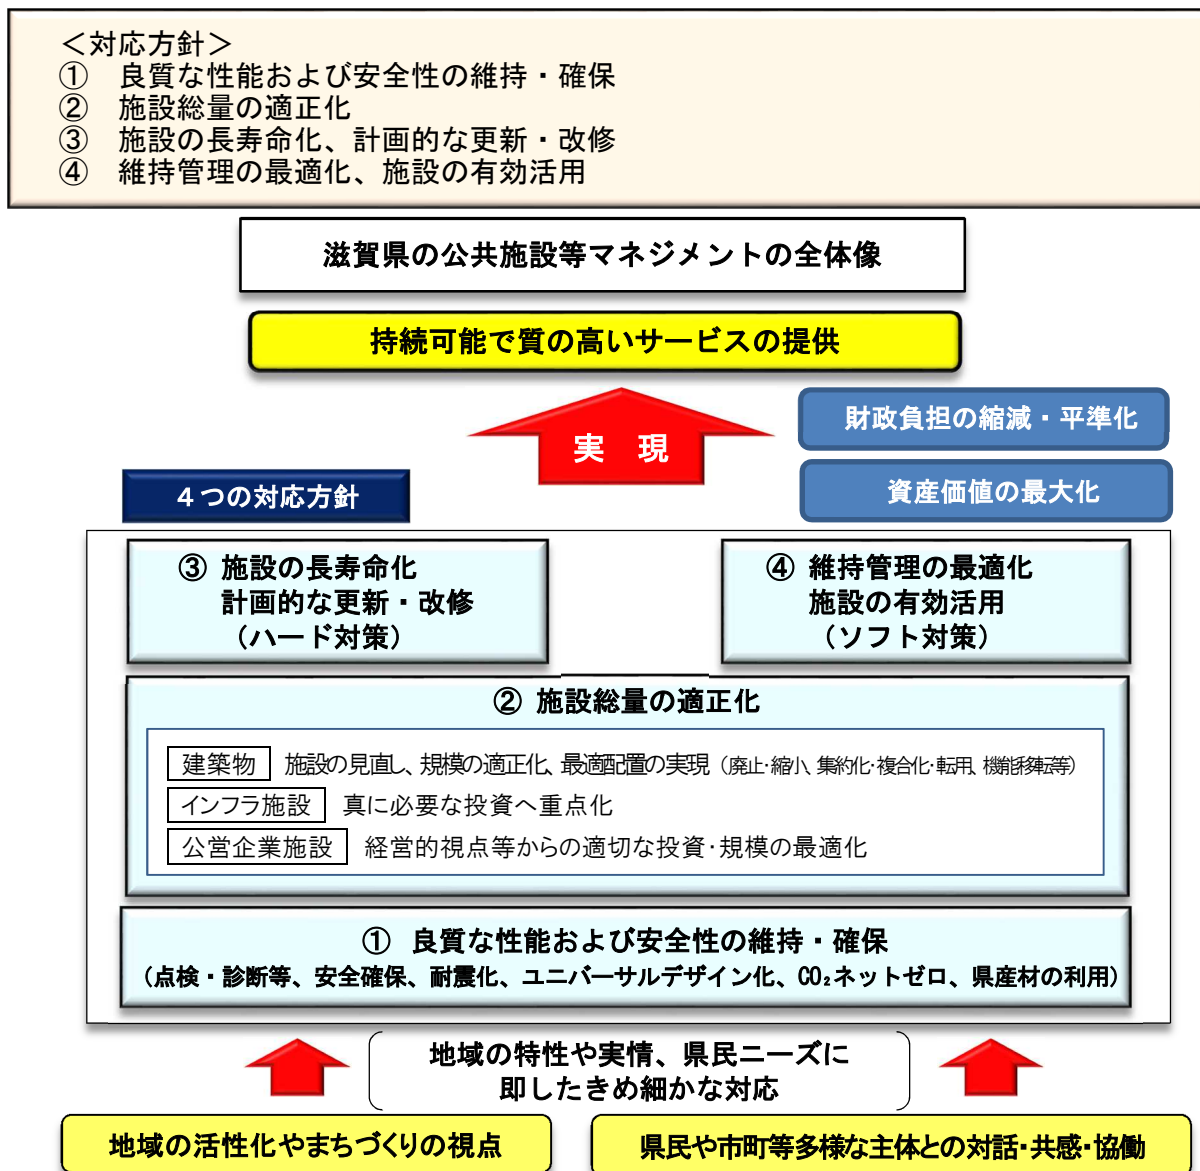 ＜対応方針＞
① 良質な性能および安全性の維持・確保
② 施設総量の適正化
③ 施設の長寿命化、計画的な更新・改修
④ 維持管理の最適化、施設の有効活用
滋賀県の公共施設等マネジメントの全体像
持続可能で質の高いサービスの提供
実 現
財政負担の縮減・平準化
資産価値の最大化
４つの対応方針
③ 施設の長寿命化
計画的な更新・改修
（ハード対策）
④ 維持管理の最適化
施設の有効活用
（ソフト対策）
② 施設総量の適正化
建築物 施設の見直し、規模の適正化、最適配置の実現（廃止・縮小、集約化・複合化・転用、機能移転等）
インフラ施設 真に必要な投資へ重点化
公営企業施設 経営的視点等からの適切な投資・規模の最適化
① 良質な性能および安全性の維持・確保
（点検・診断等、安全確保、耐震化、ユニバーサルデザイン化、CO₂ネットゼロ、県産材の利用）
地域の特性や実情、県民ニーズに
即したきめ細かな対応
地域の活性化やまちづくりの視点
県民や市町等多様な主体との対話・共感・協働